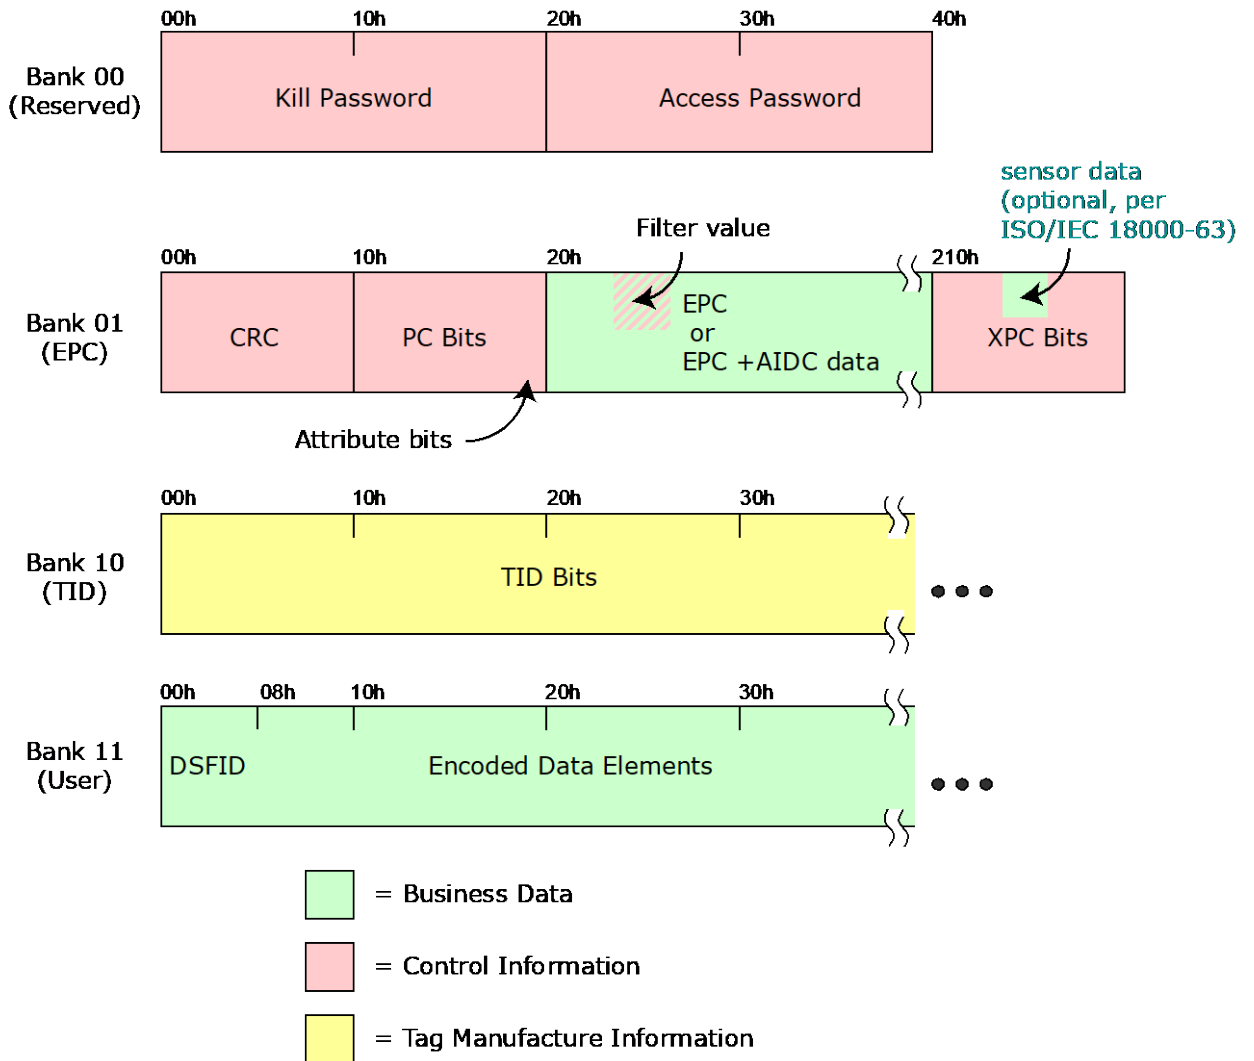 00h 10h 20h 30h 40h
Bank 00
(Reserved)
Kill Password
Access Password
sensor data
(optional, per
ISO/IEC 18000-63)
Filter value
00h 10h 20h 210h
Bank 01
(EPC)
CRC
PC Bits
EPC
or
EPC +AIDC data
XPC Bits
Attribute bits
00h 10h 20h 30h
Bank 10
(TID)
TID Bits
00h 08h 10h 20h 30h
Bank 11
(User)
DSFID
Encoded Data Elements
= Business Data
= Control Information
= Tag Manufacture Information